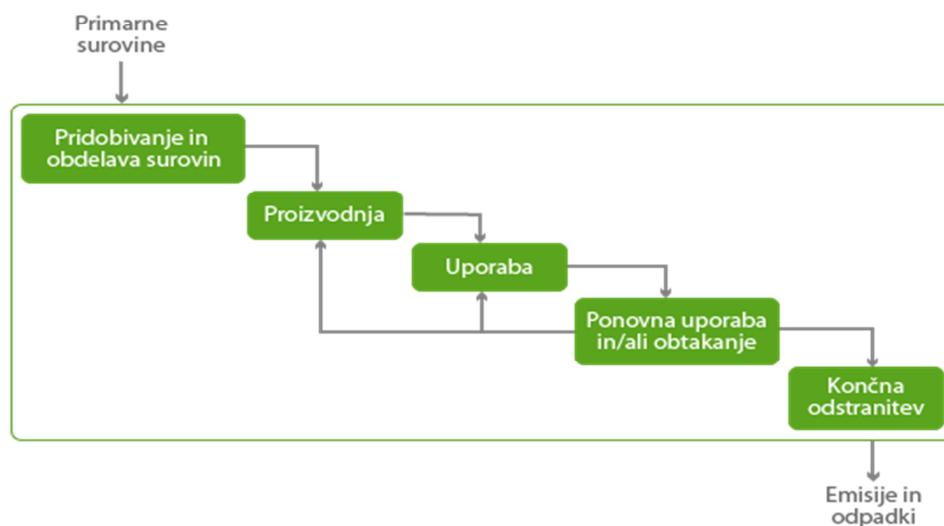 Primarne
surovine
Pridobivanje in
obdelava surovin
Proizvodnja
Uporaba
Ponovna uporaba
in/ali obtakanje
Končna
odstranitev
Emisije in
odpadki